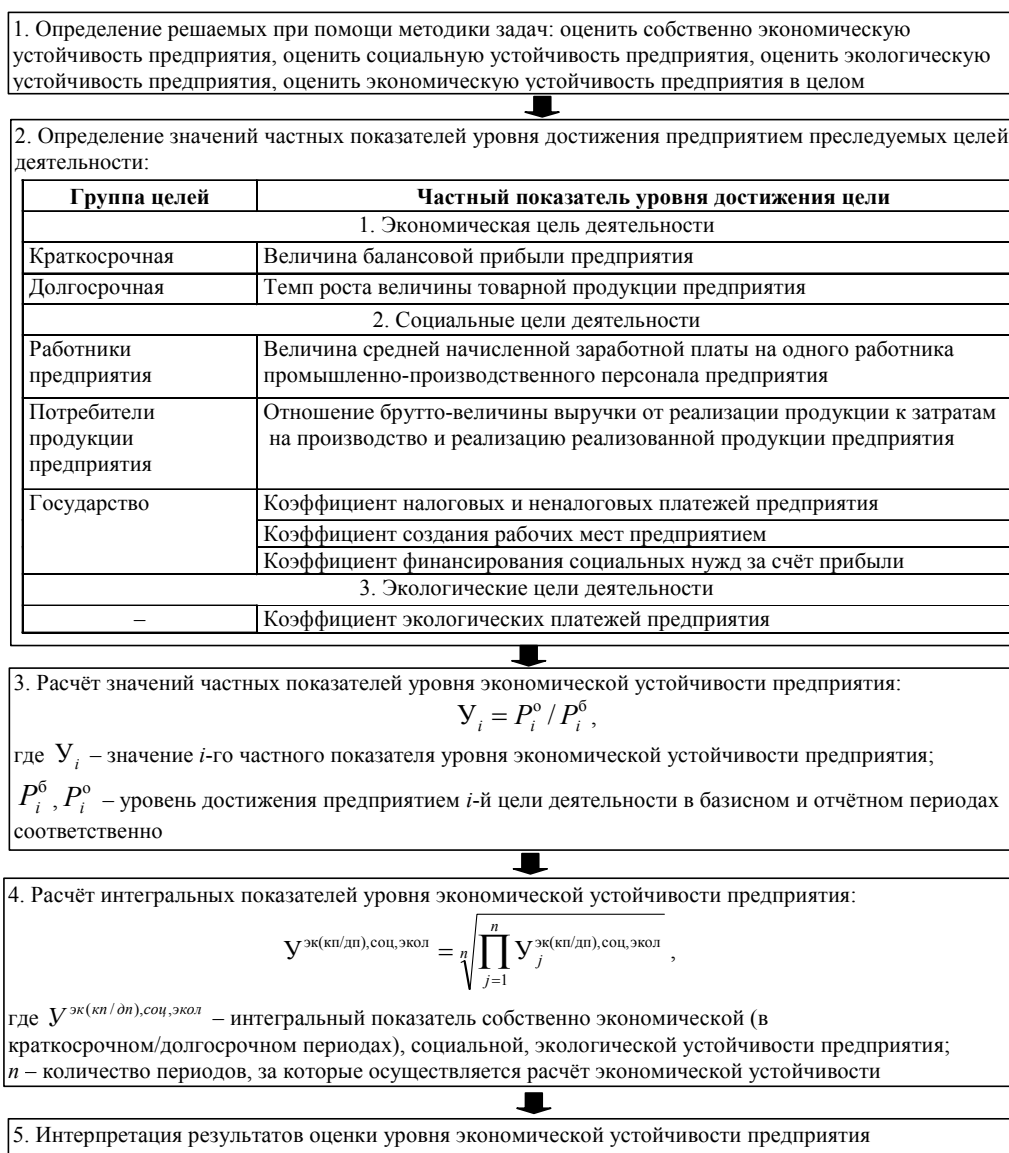 1. Определение решаемых при помощи методики задач: оценить собственно экономическую
устойчивость предприятия, оценить социальную устойчивость предприятия, оценить экологическую
устойчивость предприятия, оценить экономическую устойчивость предприятия в целом
2. Определение значений частных показателей уровня достижения предприятием преследуемых целей
деятельности:
Группа целей | Частный показатель уровня достижения цели
1. Экономическая цель деятельности
Краткосрочная | Величина балансовой прибыли предприятия
Долгосрочная | Темп роста величины товарной продукции предприятия
2. Социальные цели деятельности
Работники | Величина средней начисленной заработной платы на одного работника
предприятия | промышленно-производственного персонала предприятия
Потребители | Отношение брутто-величины выручки от реализации продукции к затратам
продукции | на производство и реализацию реализованной продукции предприятия
предприятия
Государство | Коэффициент налоговых и неналоговых платежей предприятия
Коэффициент создания рабочих мест предприятием
Коэффициент финансирования социальных нужд за счёт прибыли
3. Экологические цели деятельности
– | Коэффициент экологических платежей предприятия
3. Расчёт значений частных показателей уровня экономической устойчивости предприятия:
У_i = P_i^о / P_i^б,
где У_i – значение i-го частного показателя уровня экономической устойчивости предприятия;
P_i^б, P_i^о – уровень достижения предприятием i-й цели деятельности в базисном и отчётном периодах
соответственно
4. Расчёт интегральных показателей уровня экономической устойчивости предприятия:
У^эк(кп/дп),соц,экол = ⁿ√(∏_{j=1}^{n} У_j^эк(кп/дп),соц,экол),
где У^эк(кп/дп),соц,экол – интегральный показатель собственно экономической (в
краткосрочном/долгосрочном периодах), социальной, экологической устойчивости предприятия;
n – количество периодов, за которые осуществляется расчёт экономической устойчивости
5. Интерпретация результатов оценки уровня экономической устойчивости предприятия